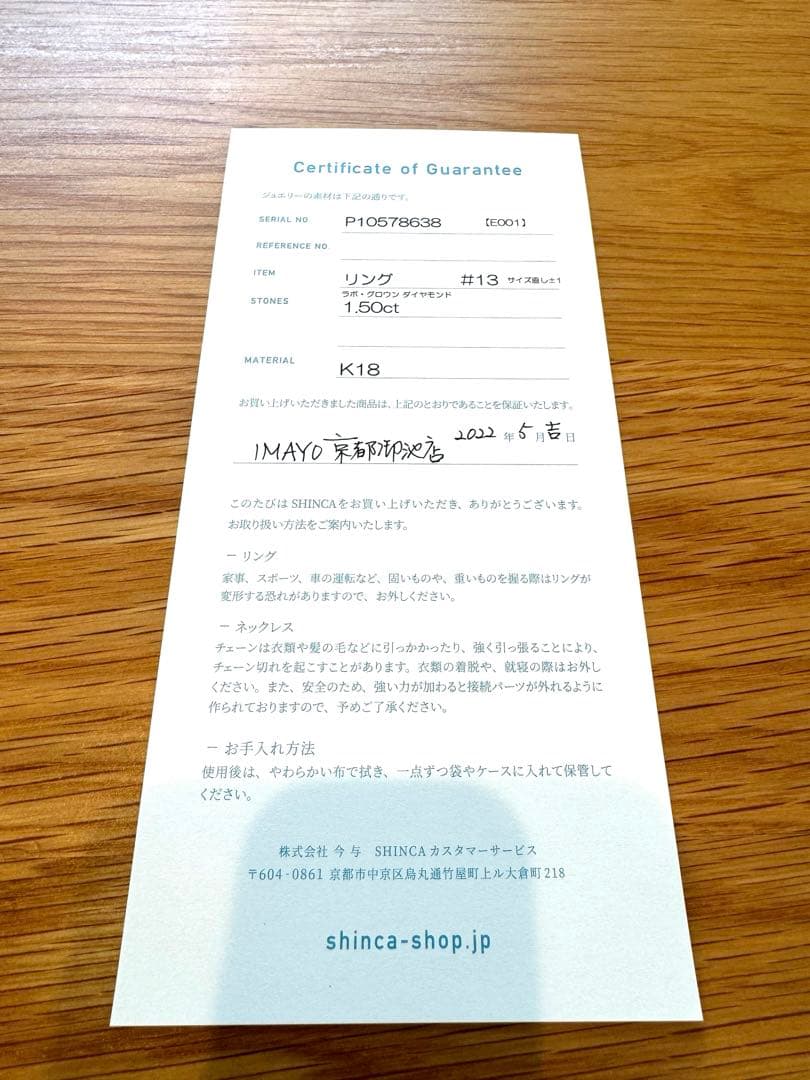 Certificate of Guarantee
ジュエリーの素材は下記の通りです。
SERIAL NO. P10578638 【E001】
REFERENCE NO.
ITEM リング #13 サイズ直し±1
ラボ・グロウン ダイヤモンド
STONES 1.50ct
MATERIAL K18
お買い上げいただきました商品は、上記のとおりであることを保証いたします。
IMAYO 京都御池店 2022年5月吉日
このたびは SHINCAをお買い上げいただき、ありがとうございます。
お取り扱い方法をご案内いたします。
− リング
家事、スポーツ、車の運転など、固いものや、重いものを握る際はリングが
変形する恐れがありますので、お外しください。
− ネックレス
チェーンは衣類や髪の毛などに引っかかったり、強く引っ張ることにより、
チェーン切れを起こすことがあります。衣類の着脱や、就寝の際はお外し
ください。また、安全のため、強い力が加わると接続パーツが外れるように
作られておりますので、予めご了承ください。
− お手入れ方法
使用後は、やわらかい布で拭き、一点ずつ袋やケースに入れて保管して
ください。
株式会社 今与 SHINCA カスタマーサービス
〒604-0861 京都市中京区烏丸通竹屋町上ル大倉町218
shinca-shop.jp